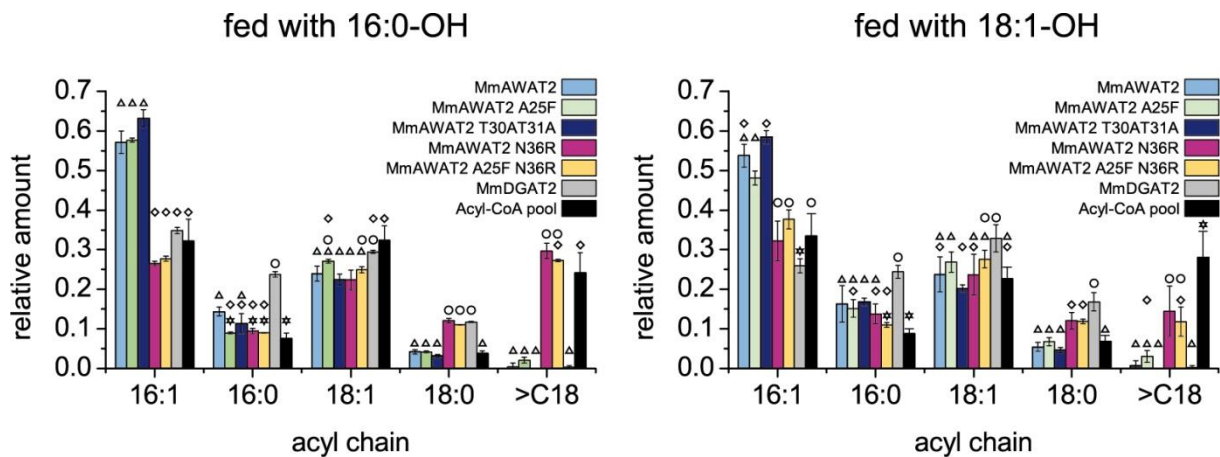 fed with 16:0-OH
relative amount
0.7
0.6
0.5
0.4
0.3
0.2
0.1
0.0
MmAWAT2
MmAWAT2 A25F
MmAWAT2 T30AT31A
MmAWAT2 N36R
MmAWAT2 A25F N36R
MmDGAT2
Acyl-CoA pool
16:1 16:0 18:1 18:0 >C18
acyl chain
fed with 18:1-OH
relative amount
0.7
0.6
0.5
0.4
0.3
0.2
0.1
0.0
MmAWAT2
MmAWAT2 A25F
MmAWAT2 T30AT31A
MmAWAT2 N36R
MmAWAT2 A25F N36R
MmDGAT2
Acyl-CoA pool
16:1 16:0 18:1 18:0 >C18
acyl chain